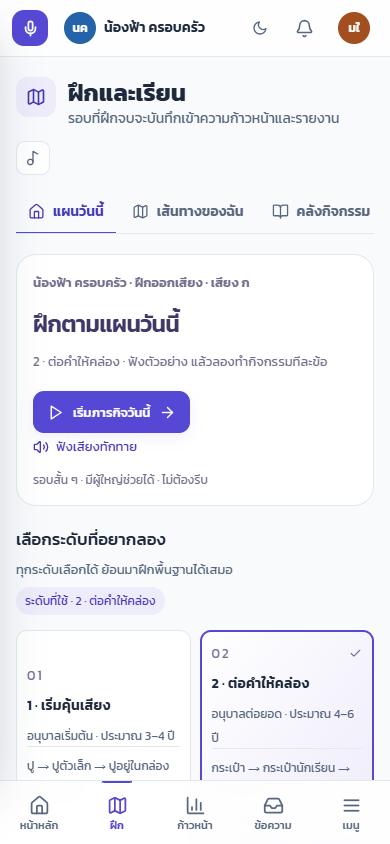 นค น้องฟ้า ครอบครัว มใ
ฝึกและเรียน
รอบที่ฝึกจบจะบันทึกเข้าความก้าวหน้าและรายงาน
แผนวันนี้ เส้นทางของฉัน คลังกิจกรรม
น้องฟ้า ครอบครัว · ฝึกออกเสียง · เสียง ก
ฝึกตามแผนวันนี้
2 · ต่อคำให้คล่อง · ฟังตัวอย่าง แล้วลองทำกิจกรรมทีละข้อ
เริ่มภารกิจวันนี้ →
ฟังเสียงทักทาย
รอบสั้น ๆ · มีผู้ใหญ่ช่วยได้ · ไม่ต้องรีบ
เลือกระดับที่อยากลอง
ทุกระดับเลือกได้ ย้อนมาฝึกพื้นฐานได้เสมอ
ระดับที่ใช้ · 2 · ต่อคำให้คล่อง
01
1 · เริ่มคุ้นเสียง
อนุบาลเริ่มต้น · ประมาณ 3–4 ปี
ปู → ปูตัวเล็ก → ปูอยู่ในกล่อง
02
2 · ต่อคำให้คล่อง
อนุบาลต่อยอด · ประมาณ 4–6
ปี
กระเป๋า → กระเป๋านักเรียน →
หน้าหลัก ฝึก ก้าวหน้า ข้อความ เมนู